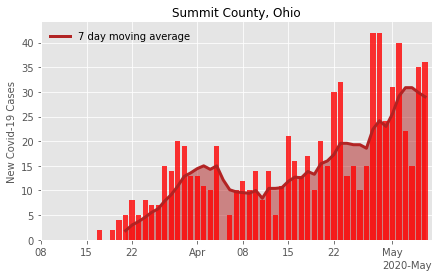 Summit County, Ohio
7 day moving average
New Covid-19 Cases
40
35
30
25
20
15
10
5
0
08
15
22
Apr
08
15
22
May
2020-May